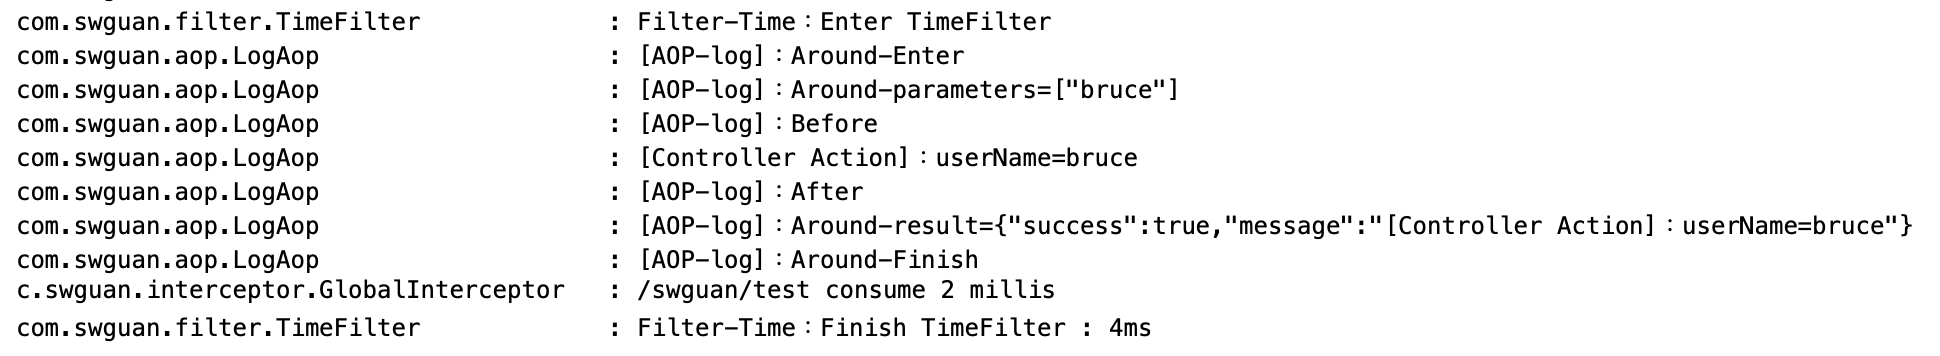 com.swguan.filter.TimeFilter : Filter-Time：Enter TimeFilter
com.swguan.aop.LogAop : [AOP-log]：Around-Enter
com.swguan.aop.LogAop : [AOP-log]：Around-parameters=["bruce"]
com.swguan.aop.LogAop : [AOP-log]：Before
com.swguan.aop.LogAop : [Controller Action]：userName=bruce
com.swguan.aop.LogAop : [AOP-log]：After
com.swguan.aop.LogAop : [AOP-log]：Around-result={"success":true,"message":"[Controller Action]：userName=bruce"}
com.swguan.aop.LogAop : [AOP-log]：Around-Finish
c.swguan.interceptor.GlobalInterceptor : /swguan/test consume 2 millis
com.swguan.filter.TimeFilter : Filter-Time：Finish TimeFilter : 4ms